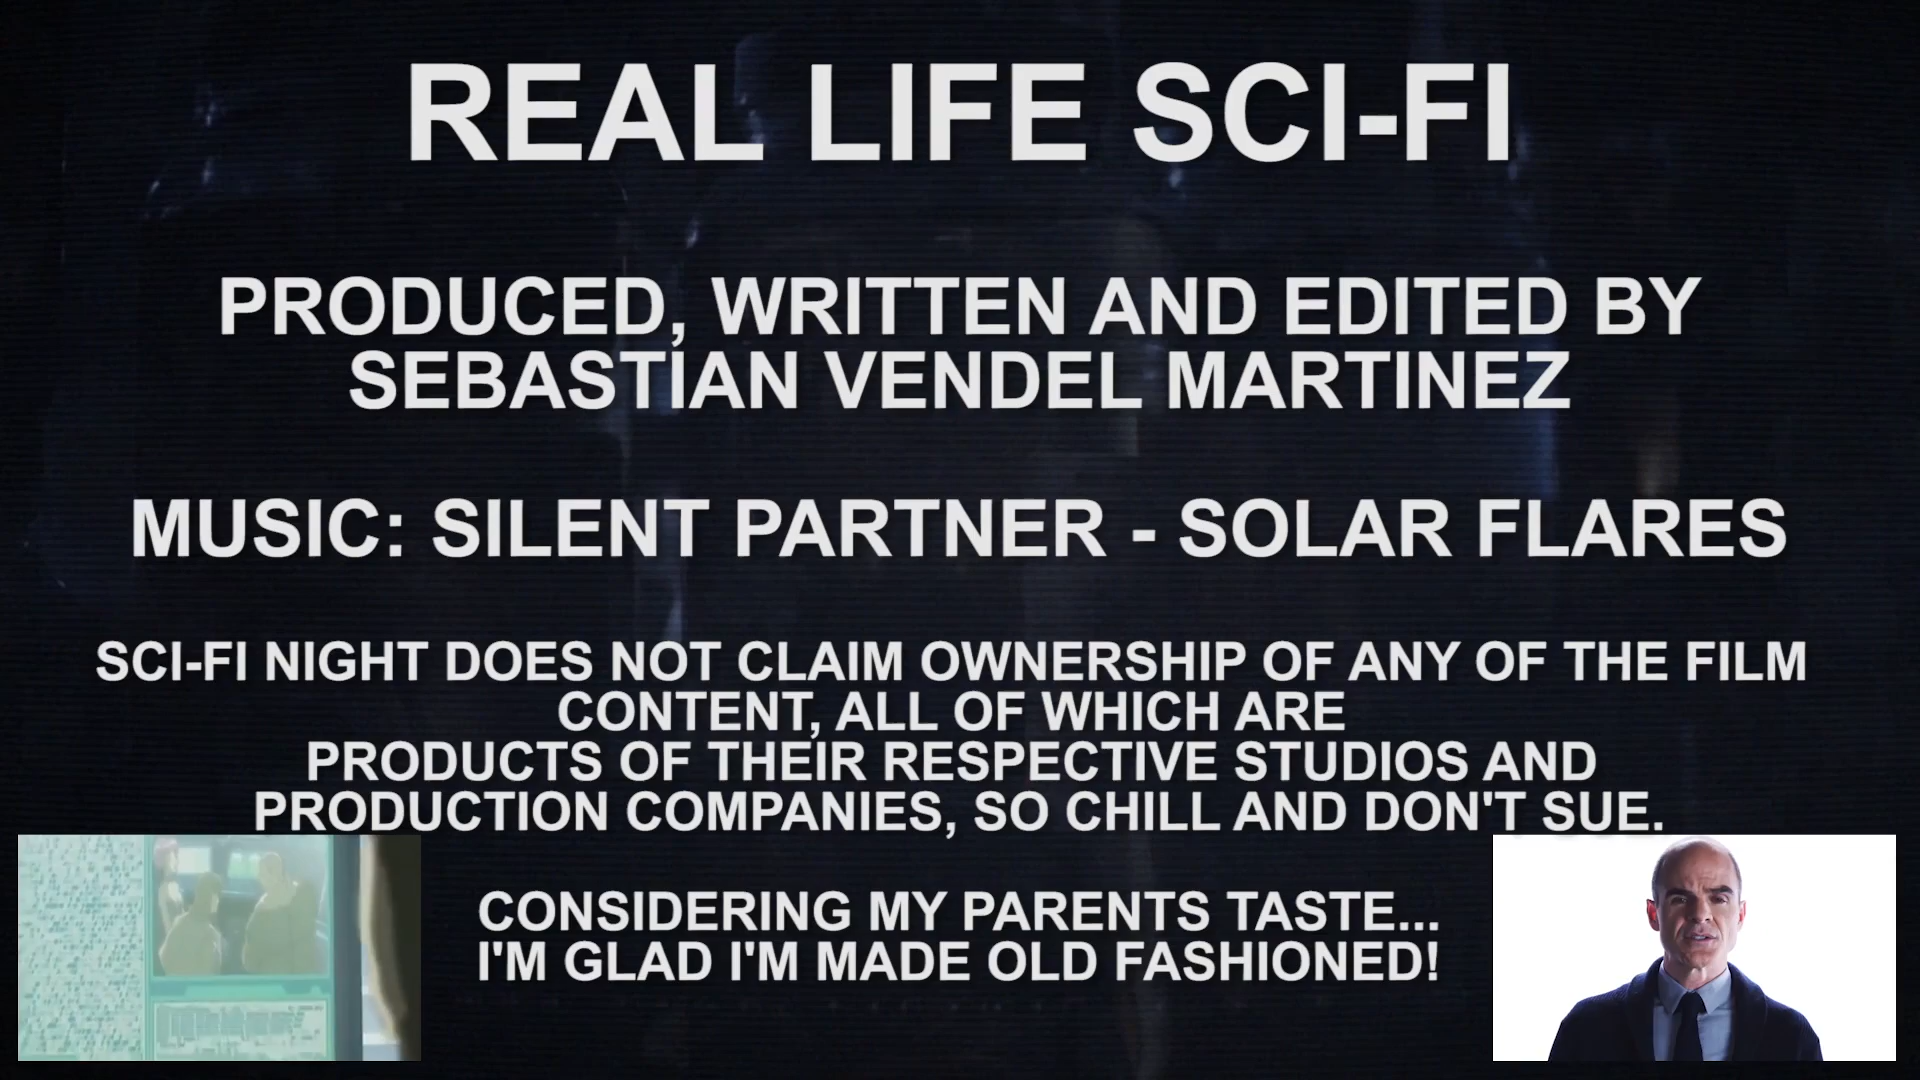 REAL LIFE SCI-FI
PRODUCED, WRITTEN AND EDITED BY
SEBASTIAN VENDEL MARTINEZ
MUSIC: SILENT PARTNER - SOLAR FLARES
SCI-FI NIGHT DOES NOT CLAIM OWNERSHIP OF ANY OF THE FILM
CONTENT, ALL OF WHICH ARE
PRODUCTS OF THEIR RESPECTIVE STUDIOS AND
PRODUCTION COMPANIES, SO CHILL AND DON'T SUE.
CONSIDERING MY PARENTS TASTE...
I'M GLAD I'M MADE OLD FASHIONED!